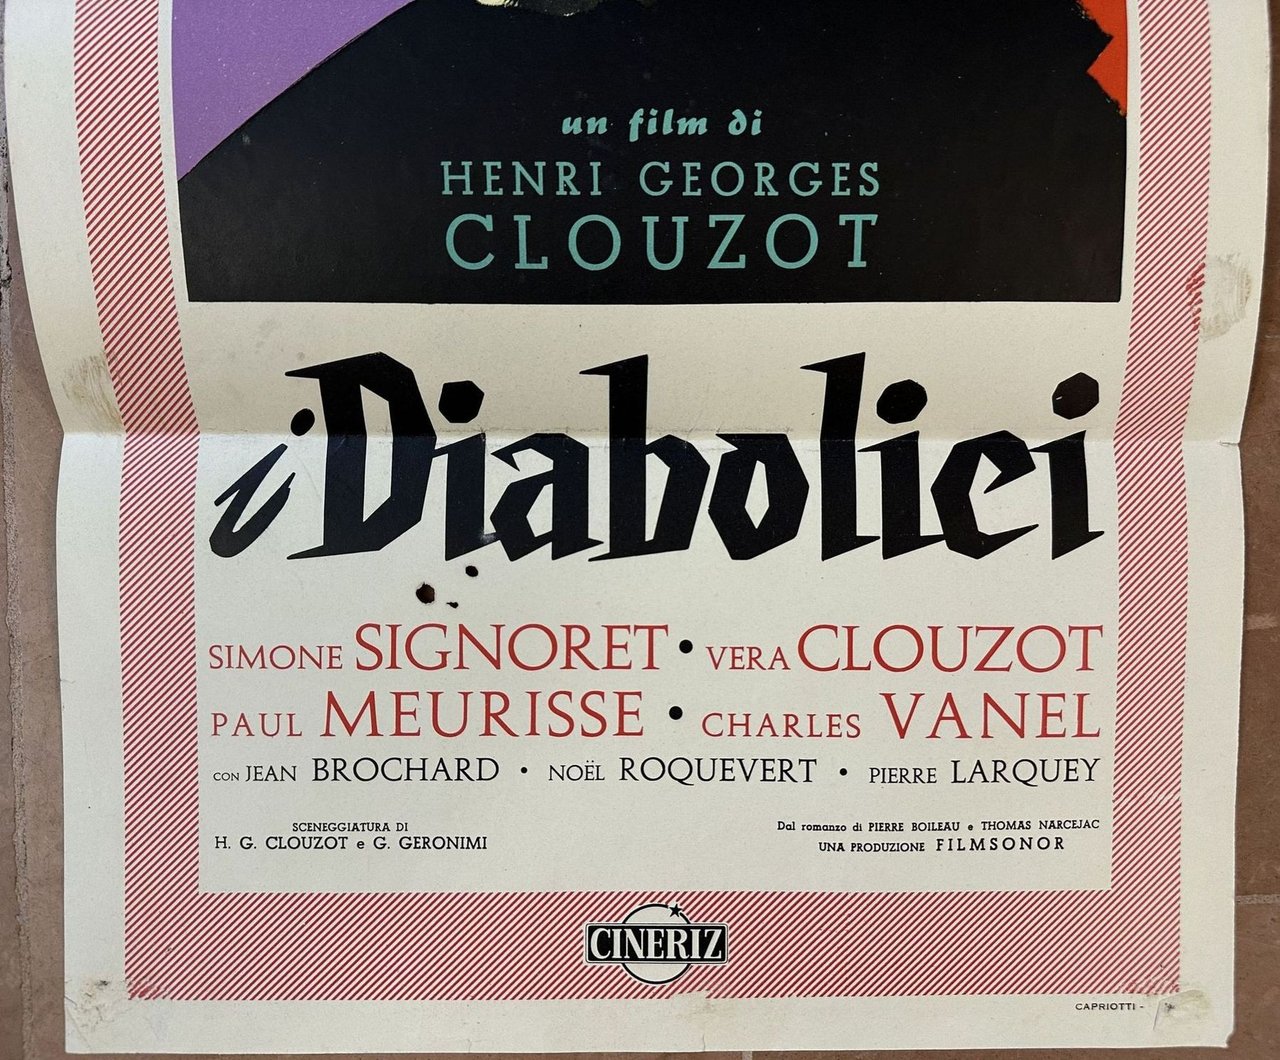 un film di
HENRI GEORGES
CLOUZOT
i Diabolici
SIMONE SIGNORET • VERA CLOUZOT
PAUL MEURISSE • CHARLES VANEL
CON JEAN BROCHARD • NOËL ROQUEVERT • PIERRE LARQUEY
SCENEGGIATURA DI
H. G. CLOUZOT e G. GERONIMI
Dal romanzo di PIERRE BOILEAU e THOMAS NARCEJAC
UNA PRODUZIONE FILMSONOR
CINERIZ
CAPRIOTTI -